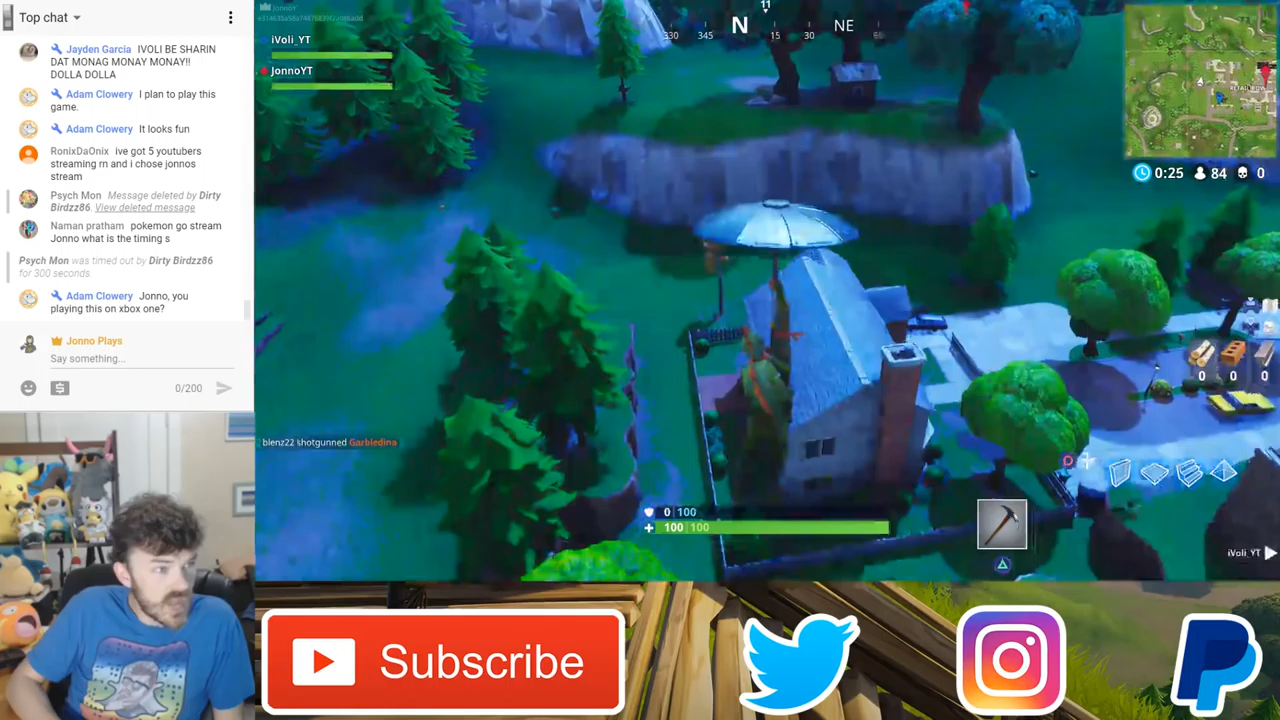 Top chat
Jayden Garcia IVOLI BE SHARIN
DAT MONAG MONAY MONAY!!
DOLLA DOLLA
Adam Clowery I plan to play this
game.
Adam Clowery It looks fun
RonixDaOnix ive got 5 youtubers
streaming rn and i chose jonnos
stream
Psych Mon Message deleted by Dirty
Birdzz86. View deleted message
Naman pratham pokemon go stream
Jonno what is the timing s
Psych Mon was timed out by Dirty Birdzz86
for 300 seconds
Adam Clowery Jonno, you
playing this on xbox one?
Jonno Plays
Say something...
0/200
iVoli_YT
JonnoYT
11
330 345 N 15 30 NE
0:25 84 0
0 0 0
blenz22 shotgunned Garbledina
0 | 100
100 | 100
iVoli_YT
Subscribe